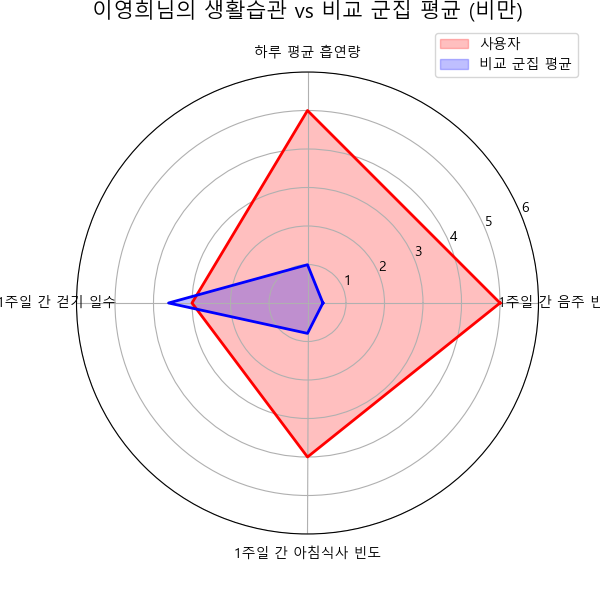 이영희님의 생활습관 vs 비교 군집 평균 (비만)
사용자
비교 군집 평균
하루 평균 흡연량
6
5
4
3
2
1
1주일 간 걷기 일수
1주일 간 음주 빈
1주일 간 아침식사 빈도